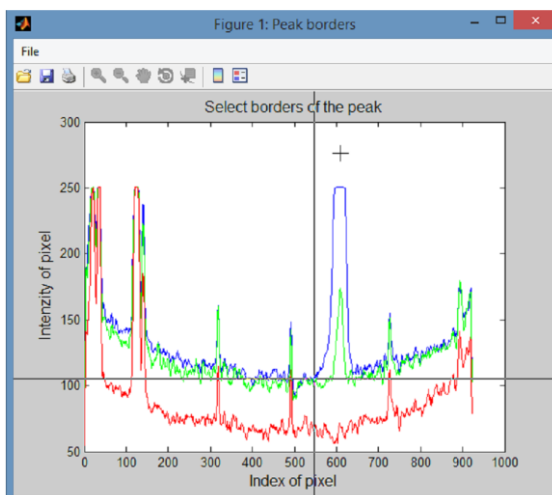 Figure 1: Peak borders
File
Select borders of the peak
300
250
200
150
100
50
Intenzity of pixel
0 100 200 300 400 500 600 700 800 900 1000
Index of pixel